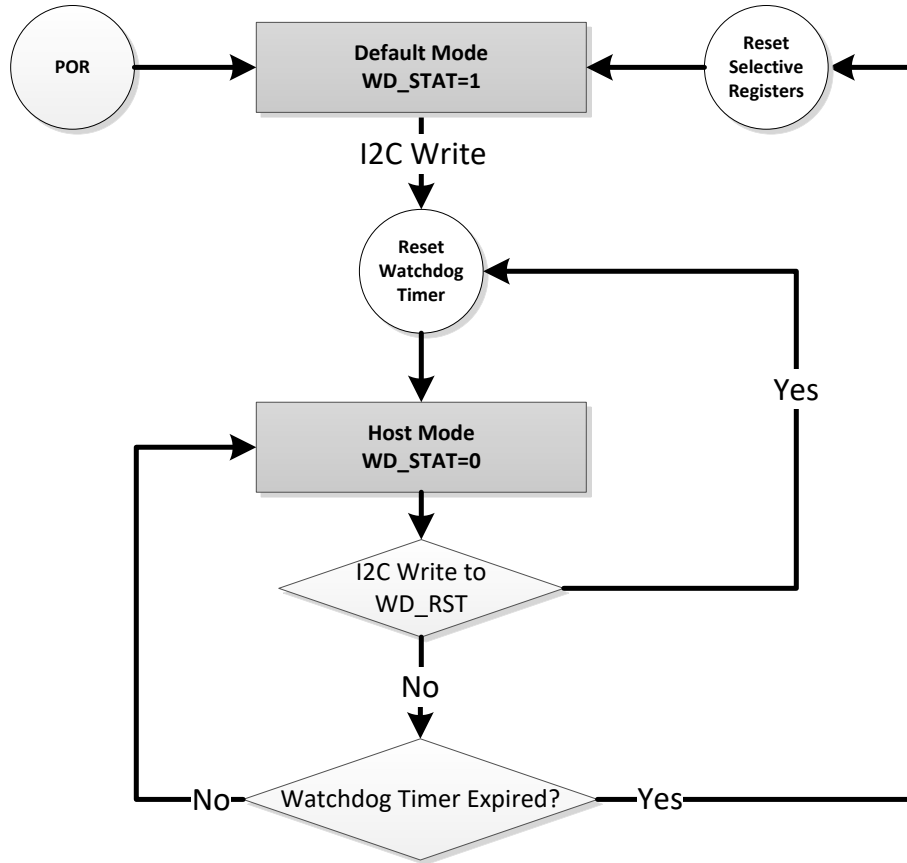 POR
Default Mode
WD_STAT=1
Reset
Selective
Registers
I2C Write
Reset
Watchdog
Timer
Yes
Host Mode
WD_STAT=0
I2C Write to
WD_RST
No
No
Watchdog Timer Expired?
Yes